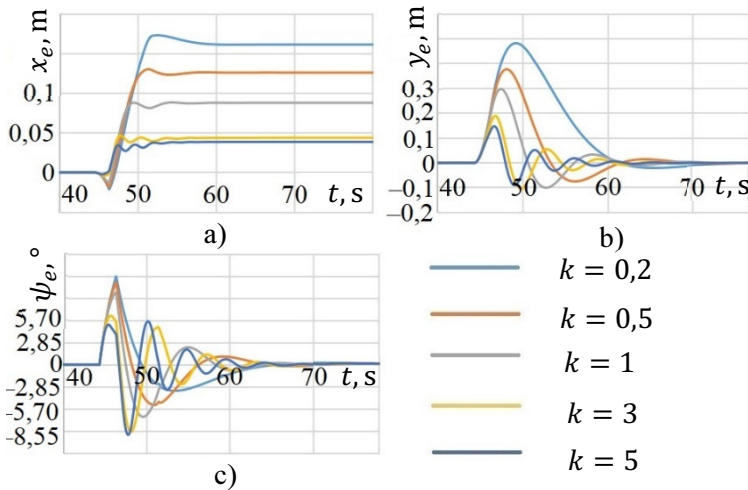 x_e, m
0,1
0,05
0
40 50 60 70 t, s
a)
y_e, m
0,3
0,2
0,1
0
–0,1
–0,2
40 50 60 70 t, s
b)
ψ_e, °
5,70
2,85
0
–2,85
–5,70
–8,55
40 50 60 70 t, s
c)
k = 0,2
k = 0,5
k = 1
k = 3
k = 5